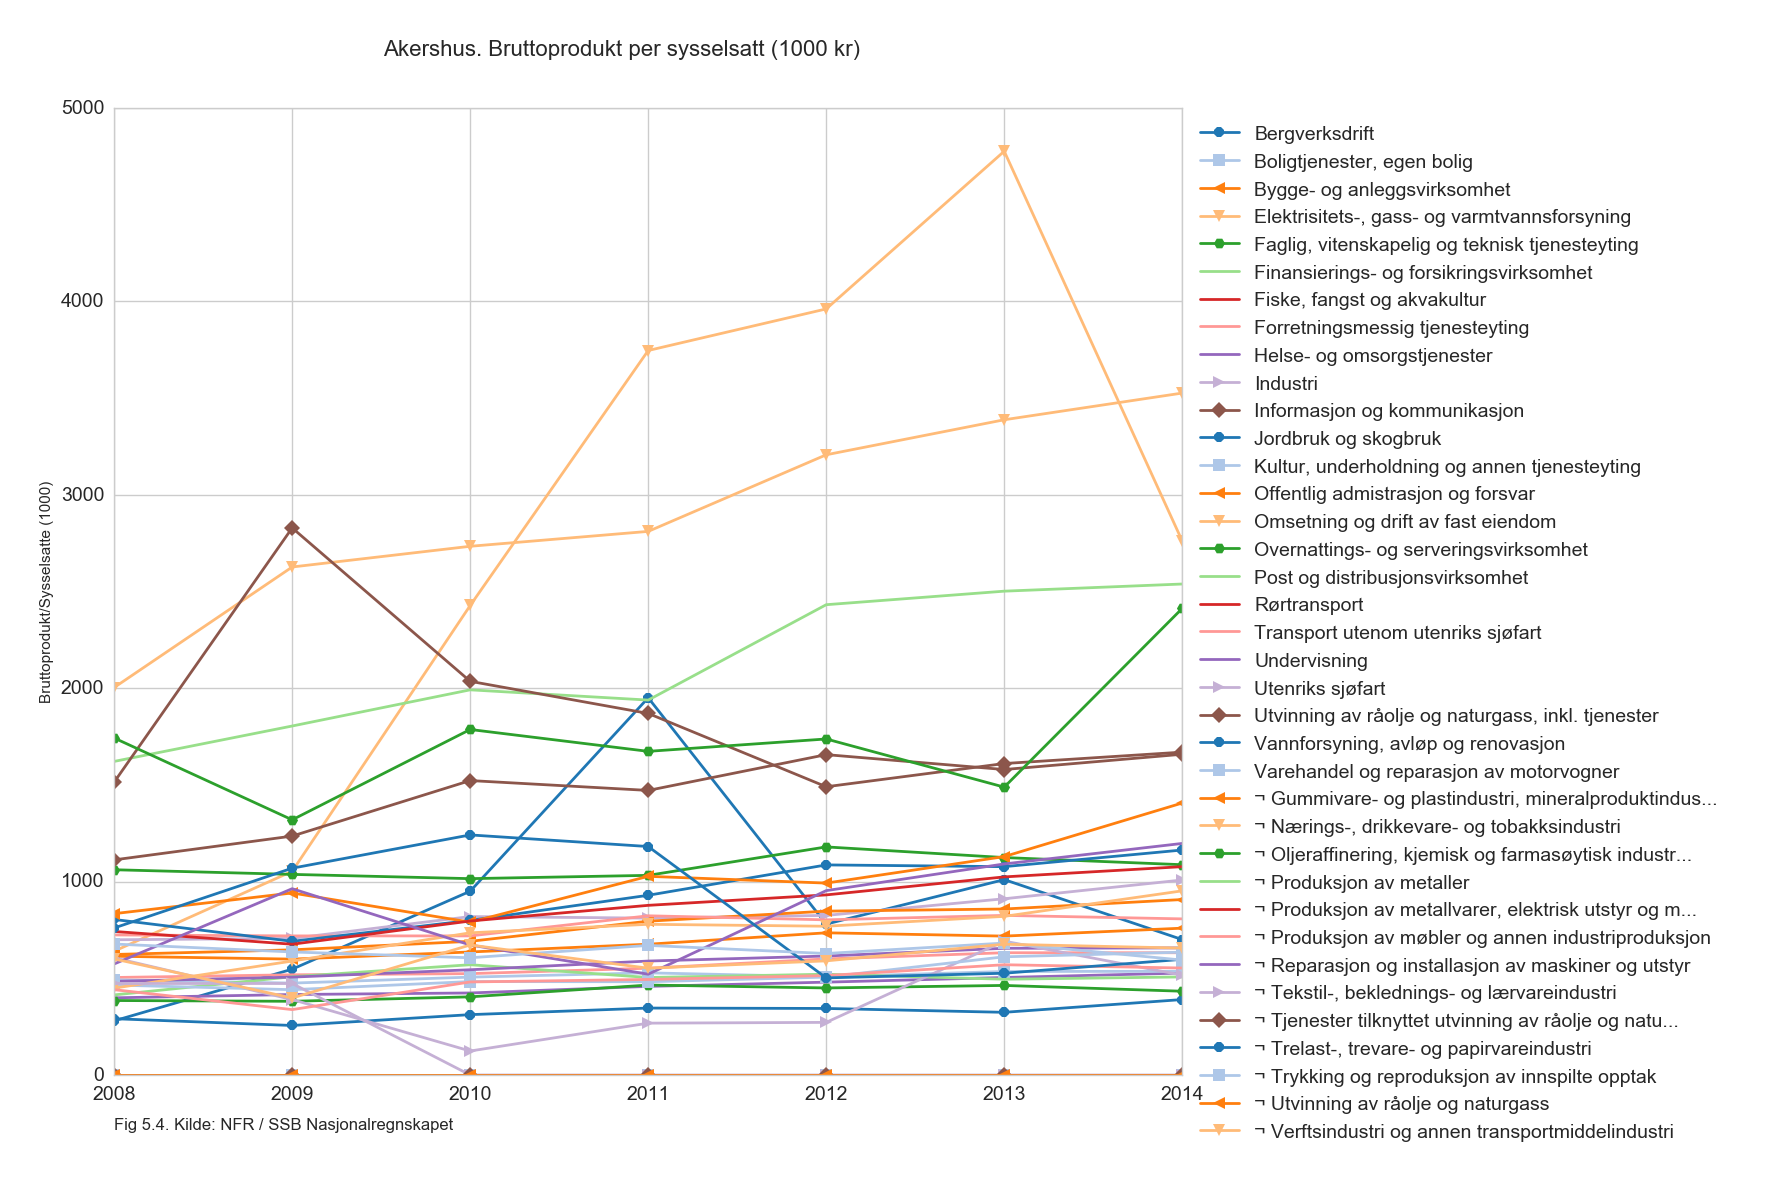 Akershus. Bruttoprodukt per sysselsatt (1000 kr)
5000
4000
3000
2000
1000
0
Bruttoprodukt/Sysselsatte (1000)
2008
2009
2010
2011
2012
2013
2014
Bergverksdrift
Boligtjenester, egen bolig
Bygge- og anleggsvirksomhet
Elektrisitets-, gass- og varmtvannsforsyning
Faglig, vitenskapelig og teknisk tjenesteyting
Finansierings- og forsikringsvirksomhet
Fiske, fangst og akvakultur
Forretningsmessig tjenesteyting
Helse- og omsorgstjenester
Industri
Informasjon og kommunikasjon
Jordbruk og skogbruk
Kultur, underholdning og annen tjenesteyting
Offentlig admistrasjon og forsvar
Omsetning og drift av fast eiendom
Overnattings- og serveringsvirksomhet
Post og distribusjonsvirksomhet
Rørtransport
Transport utenom utenriks sjøfart
Undervisning
Utenriks sjøfart
Utvinning av råolje og naturgass, inkl. tjenester
Vannforsyning, avløp og renovasjon
Varehandel og reparasjon av motorvogner
¬ Gummivare- og plastindustri, mineralproduktindus...
¬ Nærings-, drikkevare- og tobakksindustri
¬ Oljeraffinering, kjemisk og farmasøytisk industr...
¬ Produksjon av metaller
¬ Produksjon av metallvarer, elektrisk utstyr og m...
¬ Produksjon av møbler og annen industriproduksjon
¬ Reparasjon og installasjon av maskiner og utstyr
¬ Tekstil-, beklednings- og lærvareindustri
¬ Tjenester tilknyttet utvinning av råolje og natu...
¬ Trelast-, trevare- og papirvareindustri
¬ Trykking og reproduksjon av innspilte opptak
¬ Utvinning av råolje og naturgass
¬ Verftsindustri og annen transportmiddelindustri
Fig 5.4. Kilde: NFR / SSB Nasjonalregnskapet